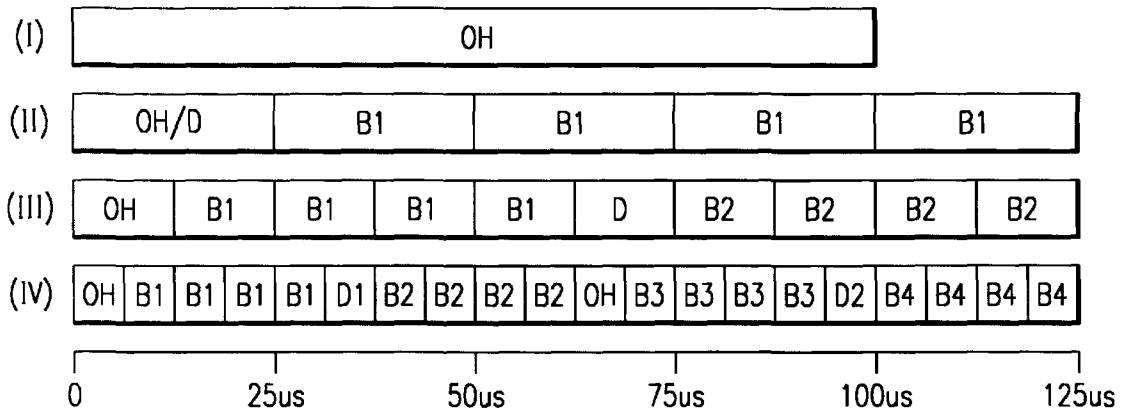 (I) OH
(II) OH/D B1 B1 B1 B1
(III) OH B1 B1 B1 B1 D B2 B2 B2 B2
(IV) OH B1 B1 B1 B1 D1 B2 B2 B2 B2 OH B3 B3 B3 B3 D2 B4 B4 B4 B4
0 25us 50us 75us 100us 125us